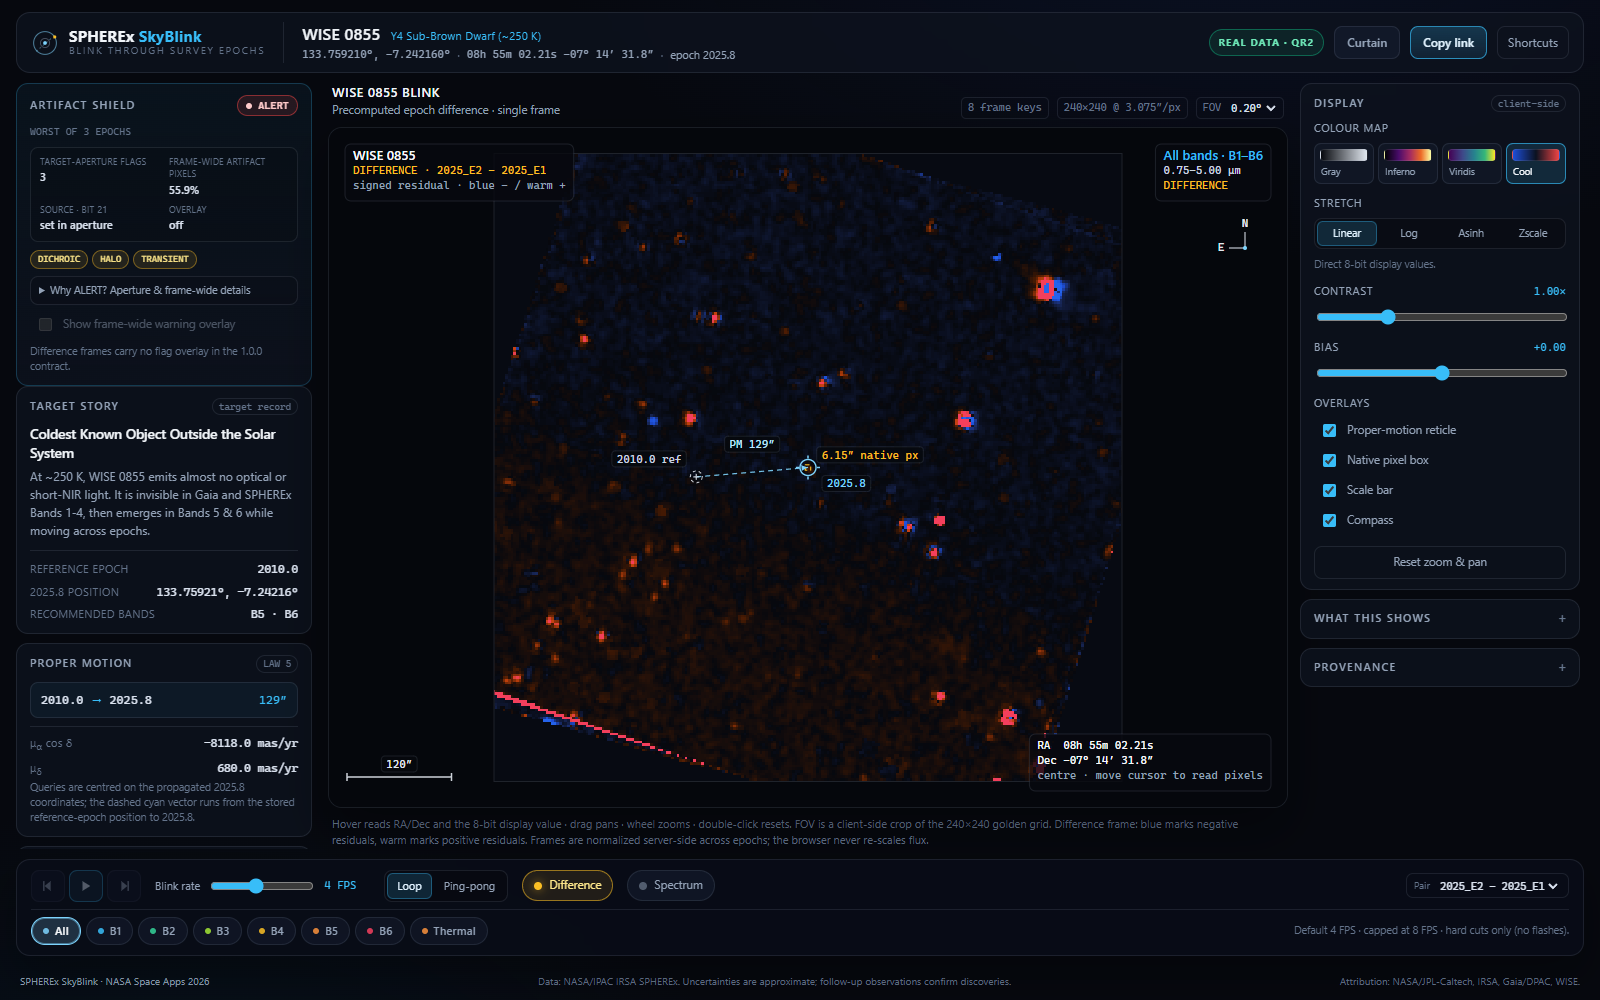 SPHEREx SkyBlink
BLINK THROUGH SURVEY EPOCHS
WISE 0855 Y4 Sub-Brown Dwarf (~250 K)
133.759210°, −7.242160° · 08h 55m 02.21s −07° 14′ 31.8″ · epoch 2025.8
REAL DATA · QR2
Curtain
Copy link
Shortcuts
ARTIFACT SHIELD
ALERT
WORST OF 3 EPOCHS
TARGET-APERTURE FLAGS
3
FRAME-WIDE ARTIFACT PIXELS
55.9%
SOURCE · BIT 21
set in aperture
OVERLAY
off
DICHROIC HALO TRANSIENT
▸ Why ALERT? Aperture & frame-wide details
Show frame-wide warning overlay
Difference frames carry no flag overlay in the 1.0.0
contract.
TARGET STORY
target record
Coldest Known Object Outside the Solar
System
At ~250 K, WISE 0855 emits almost no optical or
short-NIR light. It is invisible in Gaia and SPHEREx
Bands 1-4, then emerges in Bands 5 & 6 while
moving across epochs.
REFERENCE EPOCH 2010.0
2025.8 POSITION 133.75921°, −7.24216°
RECOMMENDED BANDS B5 · B6
PROPER MOTION
LAW 5
2010.0 → 2025.8 129″
μα cos δ −8118.0 mas/yr
μδ 680.0 mas/yr
Queries are centred on the propagated 2025.8
coordinates; the dashed cyan vector runs from the stored
reference-epoch position to 2025.8.
WISE 0855 BLINK
Precomputed epoch difference · single frame
8 frame keys
240×240 @ 3.075″/px
FOV 0.20°
WISE 0855
DIFFERENCE · 2025_E2 − 2025_E1
signed residual · blue − / warm +
All bands · B1–B6
0.75–5.00 μm
DIFFERENCE
N
E
PM 129″
2010.0 ref
6.15″ native px
2025.8
120″
RA 08h 55m 02.21s
Dec −07° 14′ 31.8″
centre · move cursor to read pixels
Hover reads RA/Dec and the 8-bit display value · drag pans · wheel zooms · double-click resets. FOV is a client-side crop of the 240×240 golden grid. Difference frame: blue marks negative
residuals, warm marks positive residuals. Frames are normalized server-side across epochs; the browser never re-scales flux.
DISPLAY
client-side
COLOUR MAP
Gray Inferno Viridis Cool
STRETCH
Linear Log Asinh Zscale
Direct 8-bit display values.
CONTRAST 1.00×
BIAS +0.00
OVERLAYS
Proper-motion reticle
Native pixel box
Scale bar
Compass
Reset zoom & pan
WHAT THIS SHOWS +
PROVENANCE +
Blink rate 4 FPS
Loop Ping-pong
Difference
Spectrum
Pair 2025_E2 − 2025_E1
All B1 B2 B3 B4 B5 B6 Thermal
Default 4 FPS · capped at 8 FPS · hard cuts only (no flashes).
SPHEREx SkyBlink · NASA Space Apps 2026
Data: NASA/IPAC IRSA SPHEREx. Uncertainties are approximate; follow-up observations confirm discoveries.
Attribution: NASA/JPL-Caltech, IRSA, Gaia/DPAC, WISE.